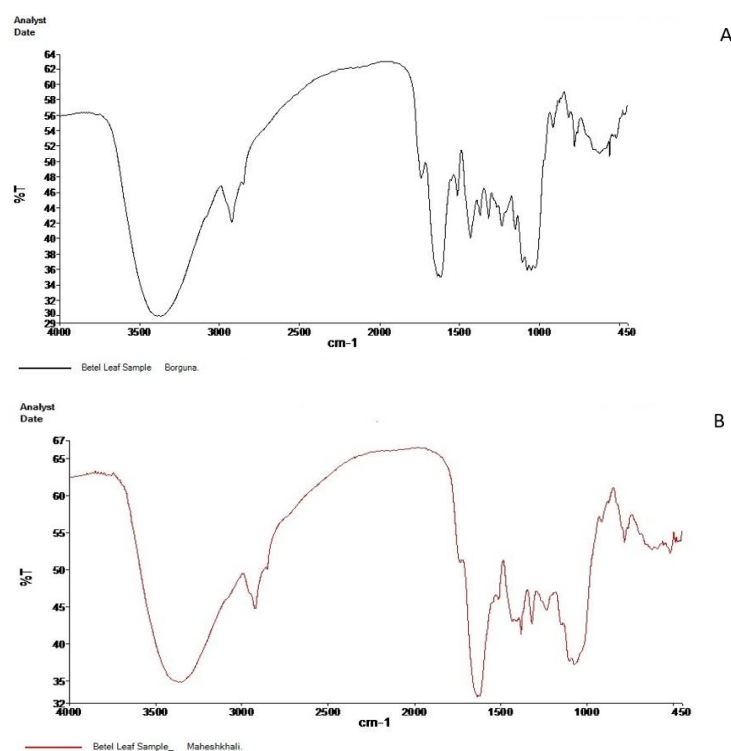 Analyst
Date
A
64
62
60
58
56
54
52
50
48
46
44
42
40
38
36
34
32
30
29
%T
4000 3500 3000 2500 2000 1500 1000 450
cm-1
Betel Leaf Sample Borguna.
Analyst
Date
B
67
65
60
55
50
45
40
35
32
%T
4000 3500 3000 2500 2000 1500 1000 450
cm-1
Betel Leaf Sample_ Maheshkhali.